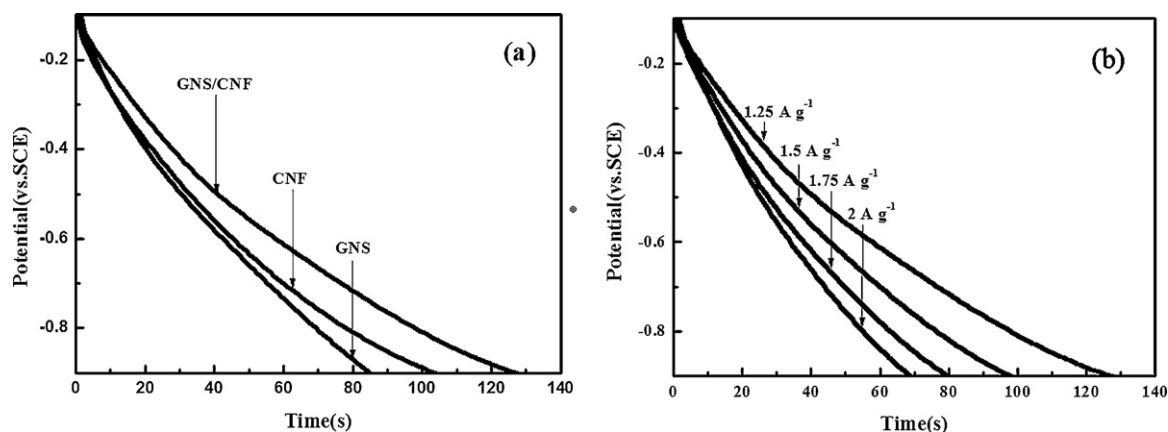 (a)
GNS/CNF
CNF
GNS
Potential(vs.SCE)
-0.2
-0.4
-0.6
-0.8
0 20 40 60 80 100 120 140
Time(s)
(b)
1.25 A g⁻¹
1.5 A g⁻¹
1.75 A g⁻¹
2 A g⁻¹
Potential(vs.SCE)
-0.2
-0.4
-0.6
-0.8
0 20 40 60 80 100 120 140
Time(s)